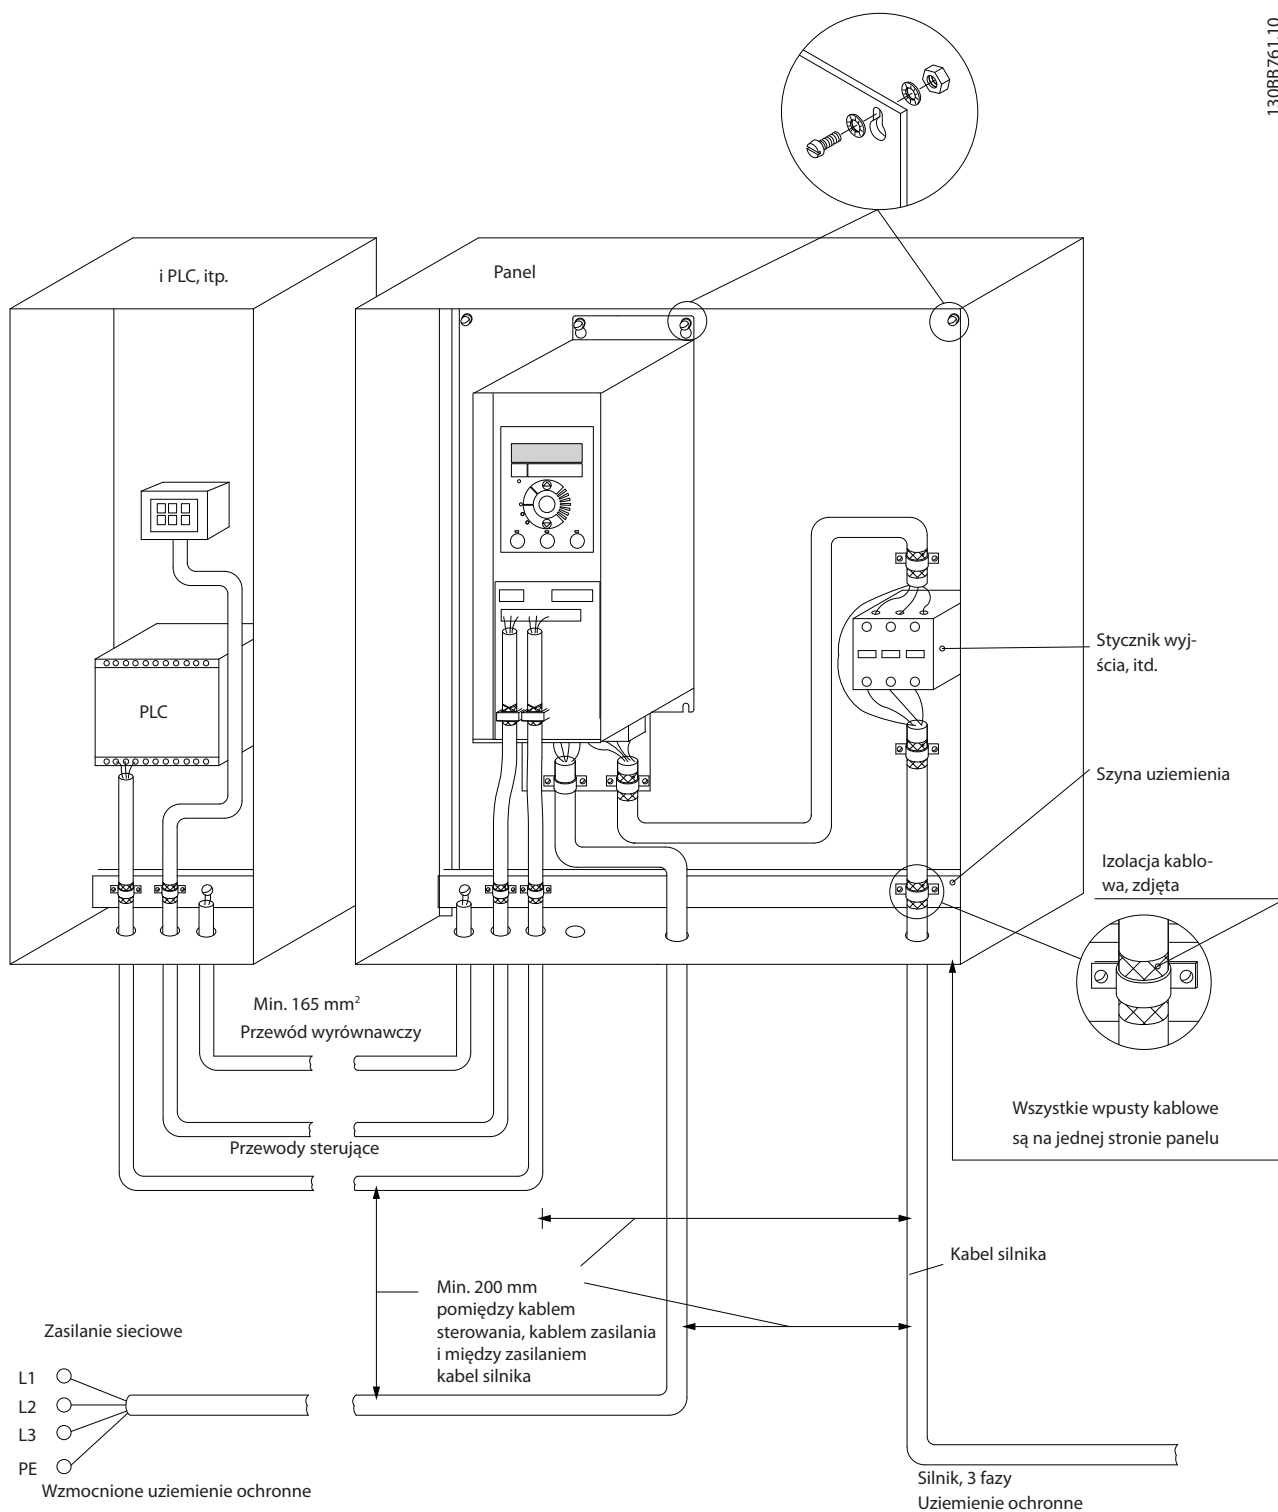 130BB761.10
i PLC, itp.
Panel
PLC
Stycznik wyj-
ścia, itd.
Szyna uziemienia
Izolacja kablo-
wa, zdjęta
Min. 165 mm²
Przewód wyrównawczy
Przewody sterujące
Wszystkie wpusty kablowe
są na jednej stronie panelu
Kabel silnika
Min. 200 mm
pomiędzy kablem
sterowania, kablem zasilania
i między zasilaniem
kabel silnika
Zasilanie sieciowe
L1
L2
L3
PE
Wzmocnione uziemienie ochronne
Silnik, 3 fazy
Uziemienie ochronne